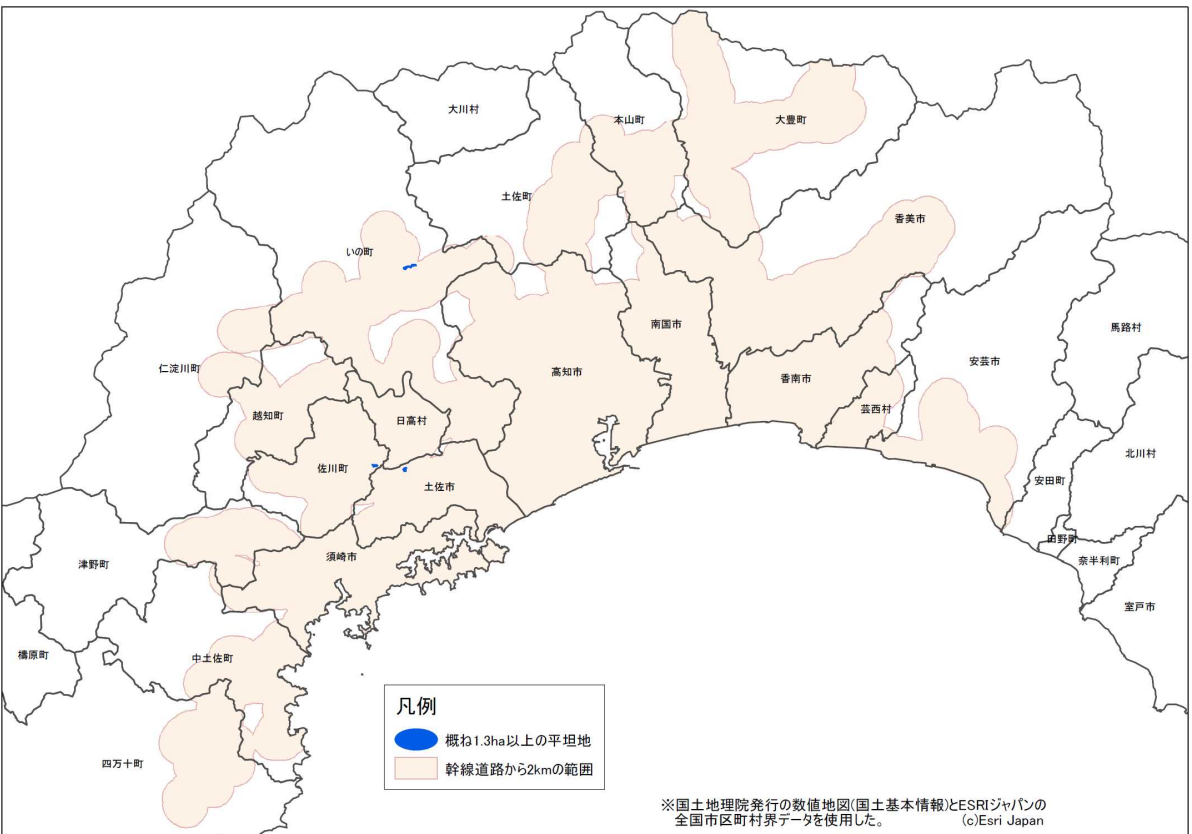 大川村
本山町
大豊町
土佐町
香美市
いの町
南国市
馬路村
安芸市
仁淀川町
高知市
香南市
越知町
日高村
芸西村
佐川町
北川村
土佐市
安田町
田野町
須崎市
津野町
奈半利町
室戸市
檮原町
中土佐町
四万十町
凡例
概ね1.3ha以上の平坦地
幹線道路から2kmの範囲
※国土地理院発行の数値地図(国土基本情報)とESRIジャパンの
全国市区町村界データを使用した。 (c)Esri Japan